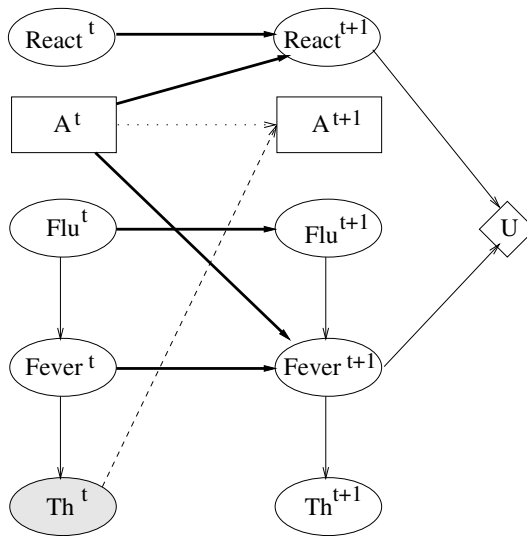 React t
React t+1
A t
A t+1
Flu t
Flu t+1
U
Fever t
Fever t+1
Th t
Th t+1